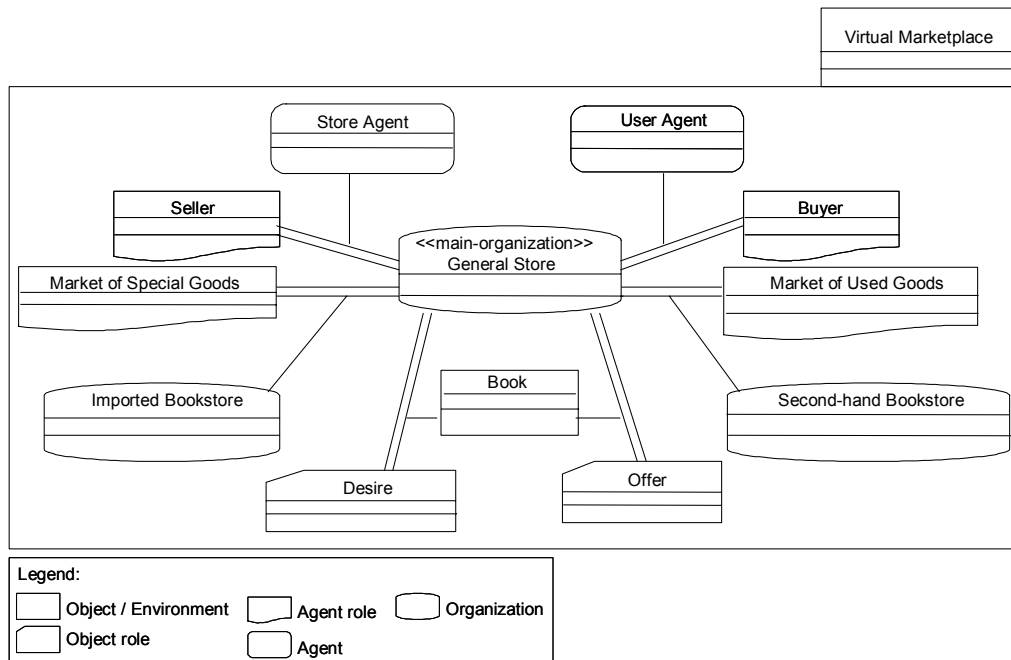 Virtual Marketplace
Store Agent
User Agent
Seller
Buyer
<<main-organization>>
General Store
Market of Special Goods
Market of Used Goods
Book
Imported Bookstore
Second-hand Bookstore
Desire
Offer
Legend:
Object / Environment
Agent role
Organization
Object role
Agent